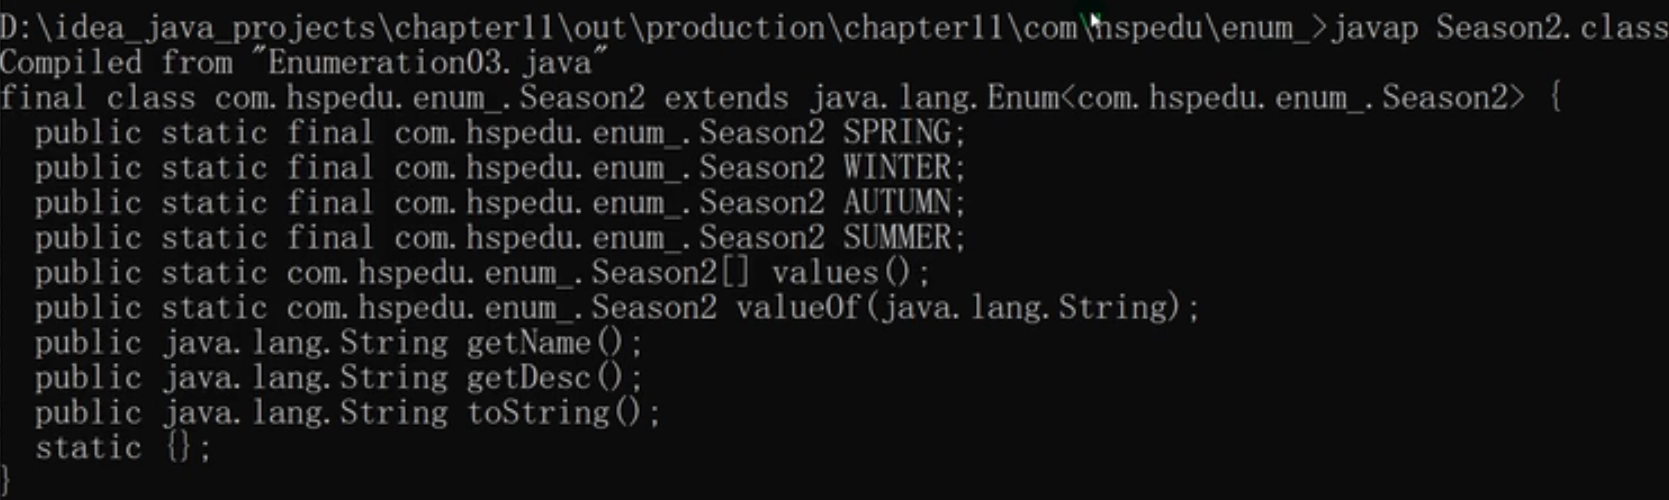 D:\idea_java_projects\chapter11\out\production\chapter11\com\hspedu\enum_>javap Season2.class
Compiled from "Enumeration03.java"
final class com.hspedu.enum_.Season2 extends java.lang.Enum<com.hspedu.enum_.Season2> {
  public static final com.hspedu.enum_.Season2 SPRING;
  public static final com.hspedu.enum_.Season2 WINTER;
  public static final com.hspedu.enum_.Season2 AUTUMN;
  public static final com.hspedu.enum_.Season2 SUMMER;
  public static com.hspedu.enum_.Season2[] values();
  public static com.hspedu.enum_.Season2 valueOf(java.lang.String);
  public java.lang.String getName();
  public java.lang.String getDesc();
  public java.lang.String toString();
  static {};
}